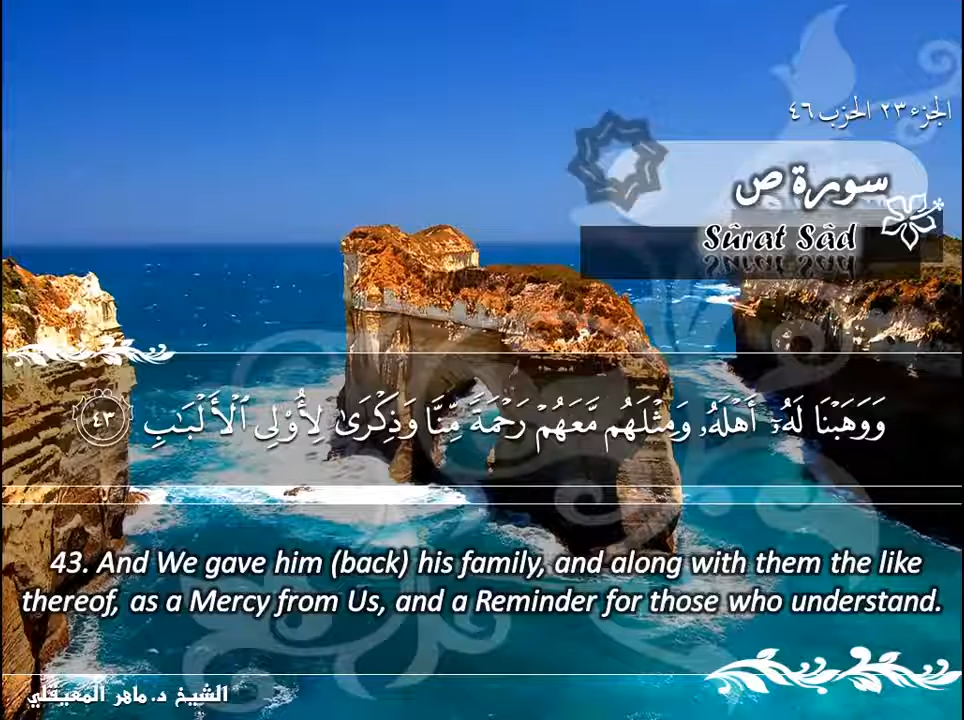 الجزء ٢٣ الحزب ٤٦
سورة ص
Sûrat Sâd
وَوَهَبْنَا لَهُۥٓ أَهْلَهُۥ وَمِثْلَهُم مَّعَهُمْ رَحْمَةً مِّنَّا وَذِكْرَىٰ لِأُو۟لِى ٱلْأَلْبَـٰبِ ٤٣
43. And We gave him (back) his family, and along with them the like
thereof, as a Mercy from Us, and a Reminder for those who understand.
الشيخ د. ماهر المعيقلي